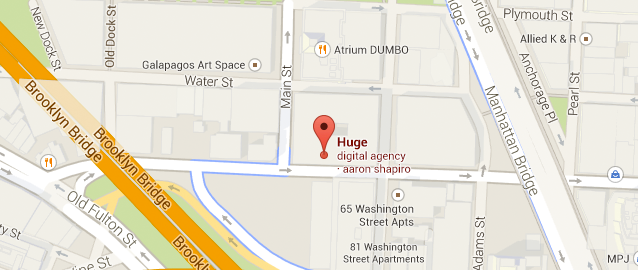 New Dock St
Old Dock St
Plymouth St
Bridge
Allied K & R
Galapagos Art Space
Atrium DUMBO
Water St
Main St
Anchorage Pl
Pearl St
Brooklyn Bridge
Brooklyn Bridge
Manhattan Bridge
Huge
digital agency
· aaron shapiro
Old Fulton St
65 Washington
Street Apts
Adams St
81 Washington
Street Apartments
Brooklyn
MPJ